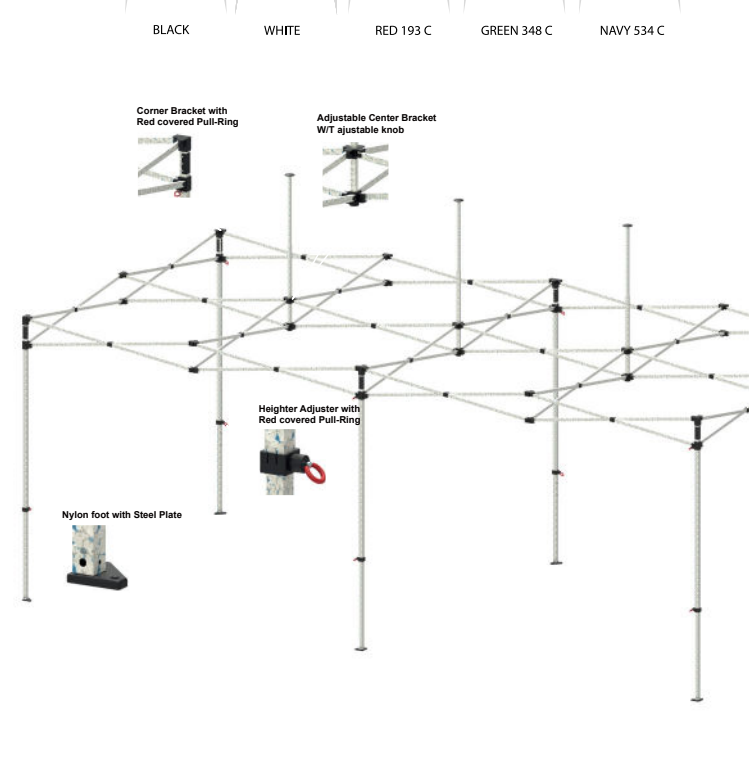 BLACK WHITE RED 193 C GREEN 348 C NAVY 534 C
Corner Bracket with
Red covered Pull-Ring
Adjustable Center Bracket
W/T ajustable knob
Heighter Adjuster with
Red covered Pull-Ring
Nylon foot with Steel Plate